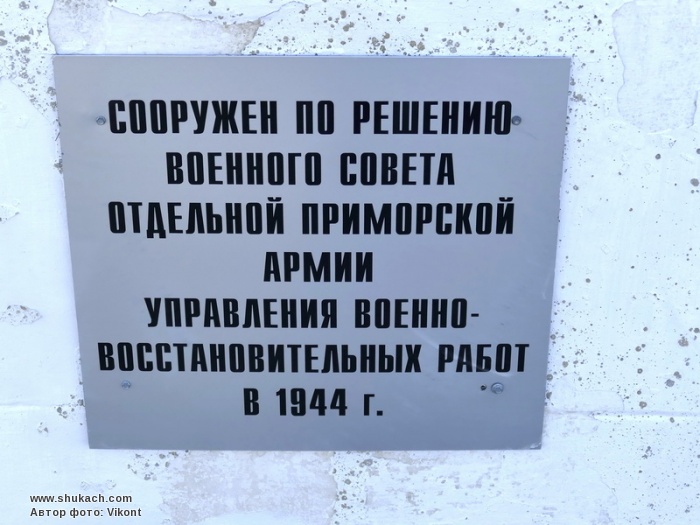 СООРУЖЕН ПО РЕШЕНИЮ
ВОЕННОГО СОВЕТА
ОТДЕЛЬНОЙ ПРИМОРСКОЙ
АРМИИ
УПРАВЛЕНИЯ ВОЕННО-
ВОССТАНОВИТЕЛЬНЫХ РАБОТ
В 1944 г.
www.shukach.com
Автор фото: Vikont